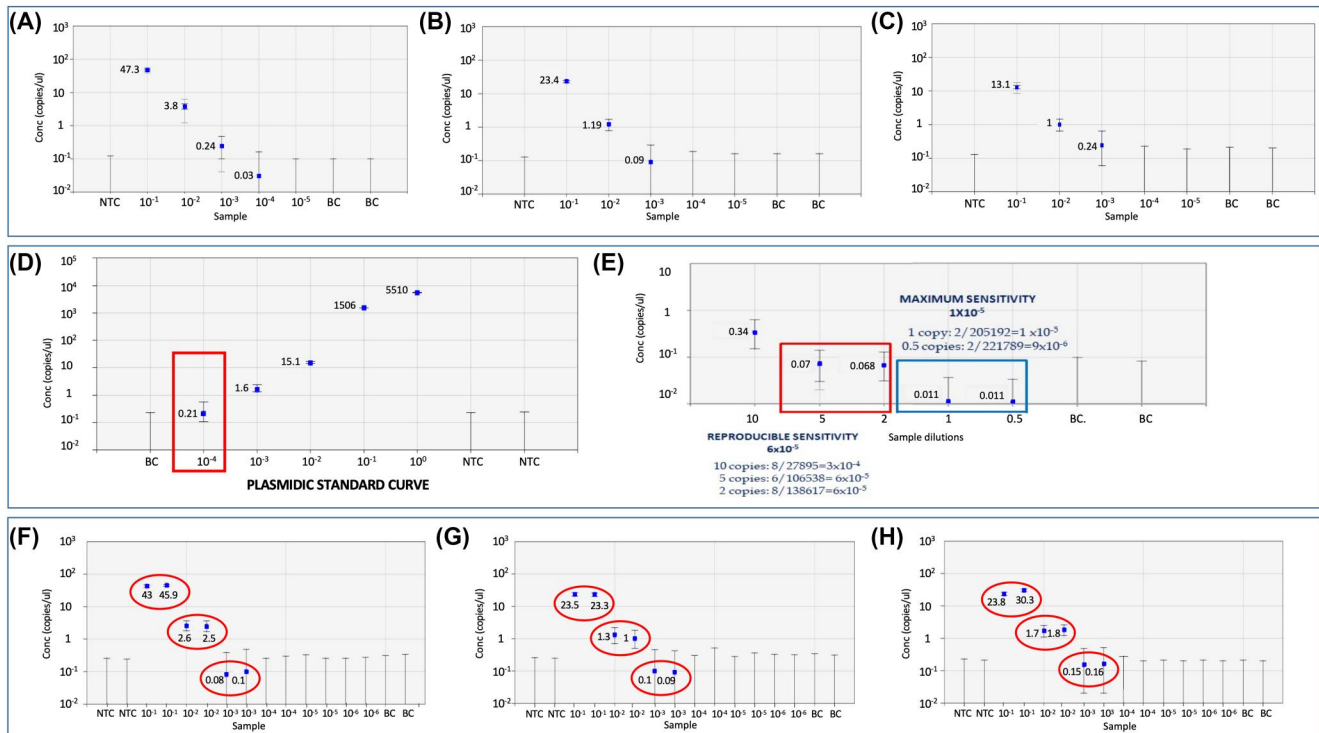 (A)
10³
10²
10
1
10⁻¹
10⁻²
Conc (copies/ul)
47.3
3.8
0.24
0.03
NTC 10⁻¹ 10⁻² 10⁻³ 10⁻⁴ 10⁻⁵ BC BC
Sample
(B)
10³
10²
10
1
10⁻¹
10⁻²
Conc (copies/ul)
23.4
1.19
0.09
NTC 10⁻¹ 10⁻² 10⁻³ 10⁻⁴ 10⁻⁵ BC BC
Sample
(C)
10³
10²
10
1
10⁻¹
10⁻²
Conc (copies/ul)
13.1
1
0.24
NTC 10⁻¹ 10⁻² 10⁻³ 10⁻⁴ 10⁻⁵ BC BC
Sample
(D)
10⁵
10⁴
10³
10²
10
1
10⁻¹
10⁻²
Conc (copies/ul)
0.21
1.6
15.1
1506
5510
BC 10⁻⁴ 10⁻³ 10⁻² 10⁻¹ 10⁰ NTC NTC
PLASMIDIC STANDARD CURVE
(E)
10
1
10⁻¹
10⁻²
Conc (copies/ul)
MAXIMUM SENSITIVITY
1X10⁻⁵
1 copy: 2/205192=1 x10⁻⁵
0.5 copies: 2/221789=9x10⁻⁶
0.34
0.07
0.068
0.011
0.011
10 5 2 1 0.5 BC. BC
Sample dilutions
REPRODUCIBLE SENSITIVITY
6x10⁻⁵
10 copies: 8/27895=3x10⁻⁴
5 copies: 6/106538= 6x10⁻⁵
2 copies: 8/138617=6x10⁻⁵
(F)
10³
10²
10
1
10⁻¹
10⁻²
Conc (copies/ul)
43 45.9
2.6 2.5
0.08 0.1
NTC NTC 10⁻¹ 10⁻¹ 10⁻² 10⁻² 10⁻³ 10⁻³ 10⁻⁴ 10⁻⁴ 10⁻⁵ 10⁻⁵ 10⁻⁶ 10⁻⁶ BC BC
Sample
(G)
10³
10²
10
1
10⁻¹
10⁻²
Conc (copies/ul)
23.5 23.3
1.3 1
0.1 0.09
NTC NTC 10⁻¹ 10⁻¹ 10⁻² 10⁻² 10⁻³ 10⁻³ 10⁻⁴ 10⁻⁴ 10⁻⁵ 10⁻⁵ 10⁻⁶ 10⁻⁶ BC BC
Sample
(H)
10³
10²
10
1
10⁻¹
10⁻²
Conc (copies/ul)
23.8 30.3
1.7 1.8
0.15 0.16
NTC NTC 10⁻¹ 10⁻¹ 10⁻² 10⁻² 10⁻³ 10³ 10⁻⁴ 10⁻⁴ 10⁻⁵ 10⁻⁵ 10⁻⁶ 10⁻⁶ BC BC
Sample